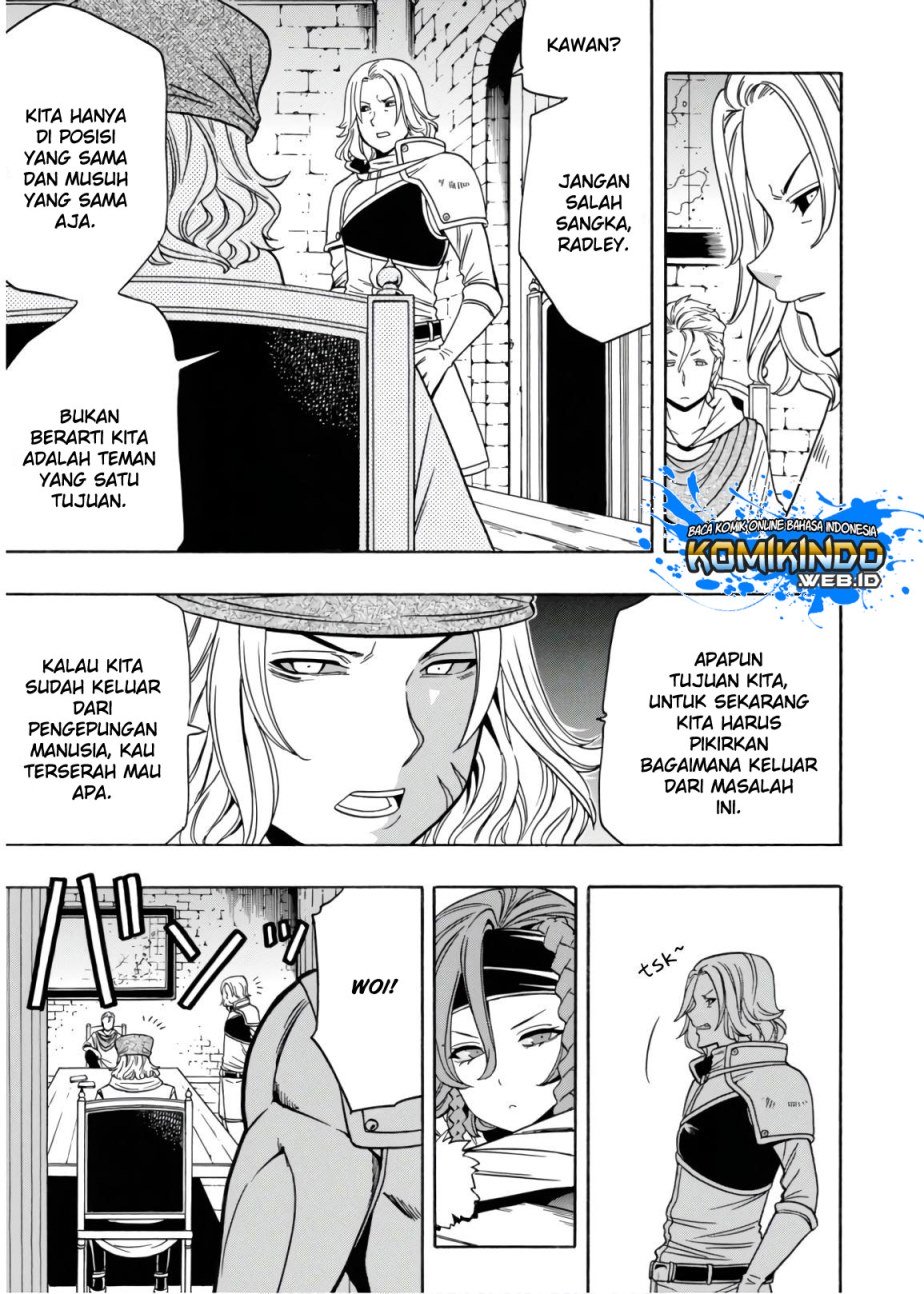 KAWAN?
JANGAN
SALAH
SANGKA,
RADLEY.
KITA HANYA
DI POSISI
YANG SAMA
DAN MUSUH
YANG SAMA
AJA.
BUKAN
BERARTI KITA
ADALAH TEMAN
YANG SATU
TUJUAN.
BACA KOMIK ONLINE BAHASA INDONESIA
KOMIKINDO
WEB.ID
APAPUN
TUJUAN KITA,
UNTUK SEKARANG
KITA HARUS
PIKIRKAN
BAGAIMANA KELUAR
DARI MASALAH
INI.
KALAU KITA
SUDAH KELUAR
DARI
PENGEPUNGAN
MANUSIA, KAU
TERSERAH MAU
APA.
tsk~
WOI!
バンッ